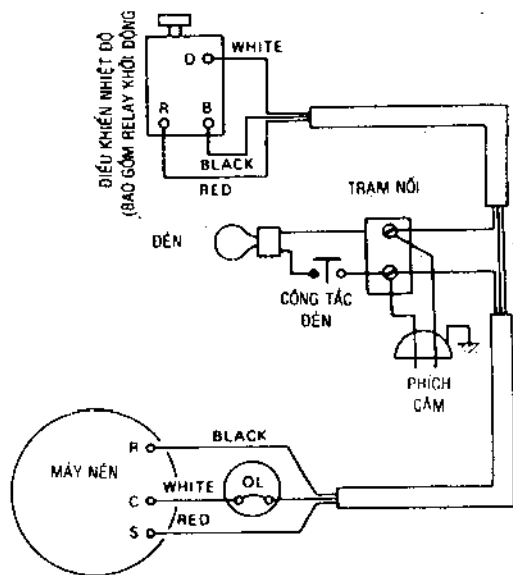 ĐIỀU KHIỂN NHIỆT ĐỘ
(BAO GỒM RELAY KHỞI ĐỘNG)
WHITE
D
R
B
BLACK
RED
TRẠM NỐI
ĐÈN
CÔNG TẮC
ĐÈN
PHÍCH
CẮM
MÁY NÉN
R
BLACK
C
WHITE
OL
S
RED